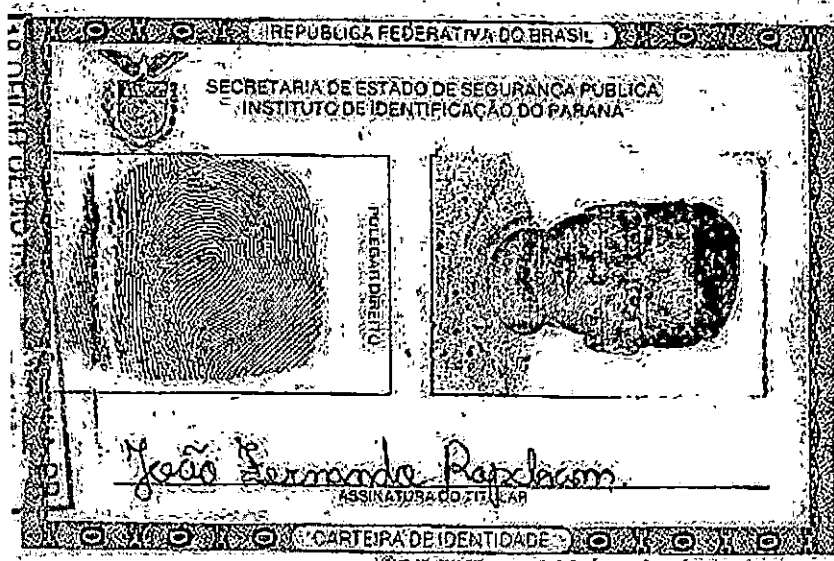 REPÚBLICA FEDERATIVA DO BRASIL
SECRETARIA DE ESTADO DE SEGURANÇA PÚBLICA
INSTITUTO DE IDENTIFICAÇÃO DO PARANÁ
POLEGAR DIREITO
João Fernando
ASSINATURA DO TITULAR
CARTEIRA DE IDENTIDADE